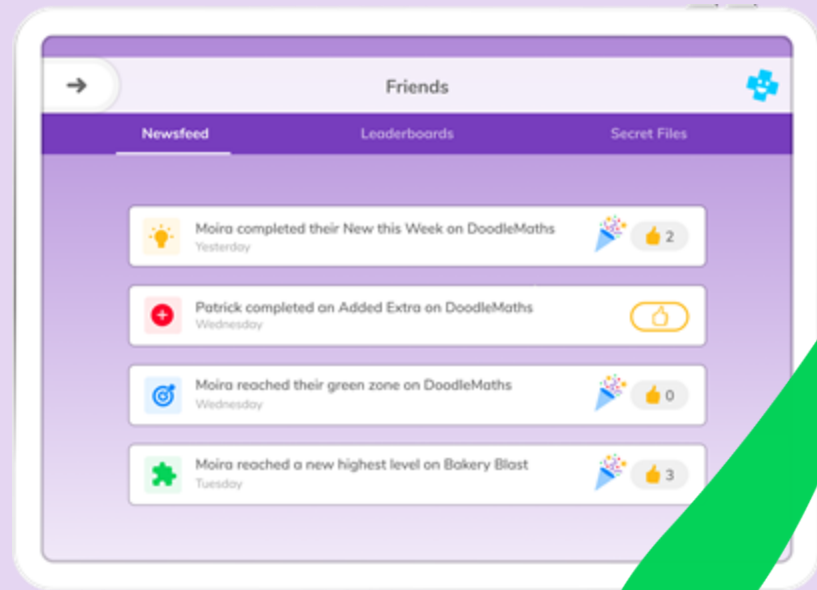 Friends
Newsfeed Leaderboards Secret Files
Moira completed their New this Week on DoodleMaths
Yesterday
2
Patrick completed an Added Extra on DoodleMaths
Wednesday
Moira reached their green zone on DoodleMaths
Wednesday
0
Moira reached a new highest level on Bakery Blast
Tuesday
3